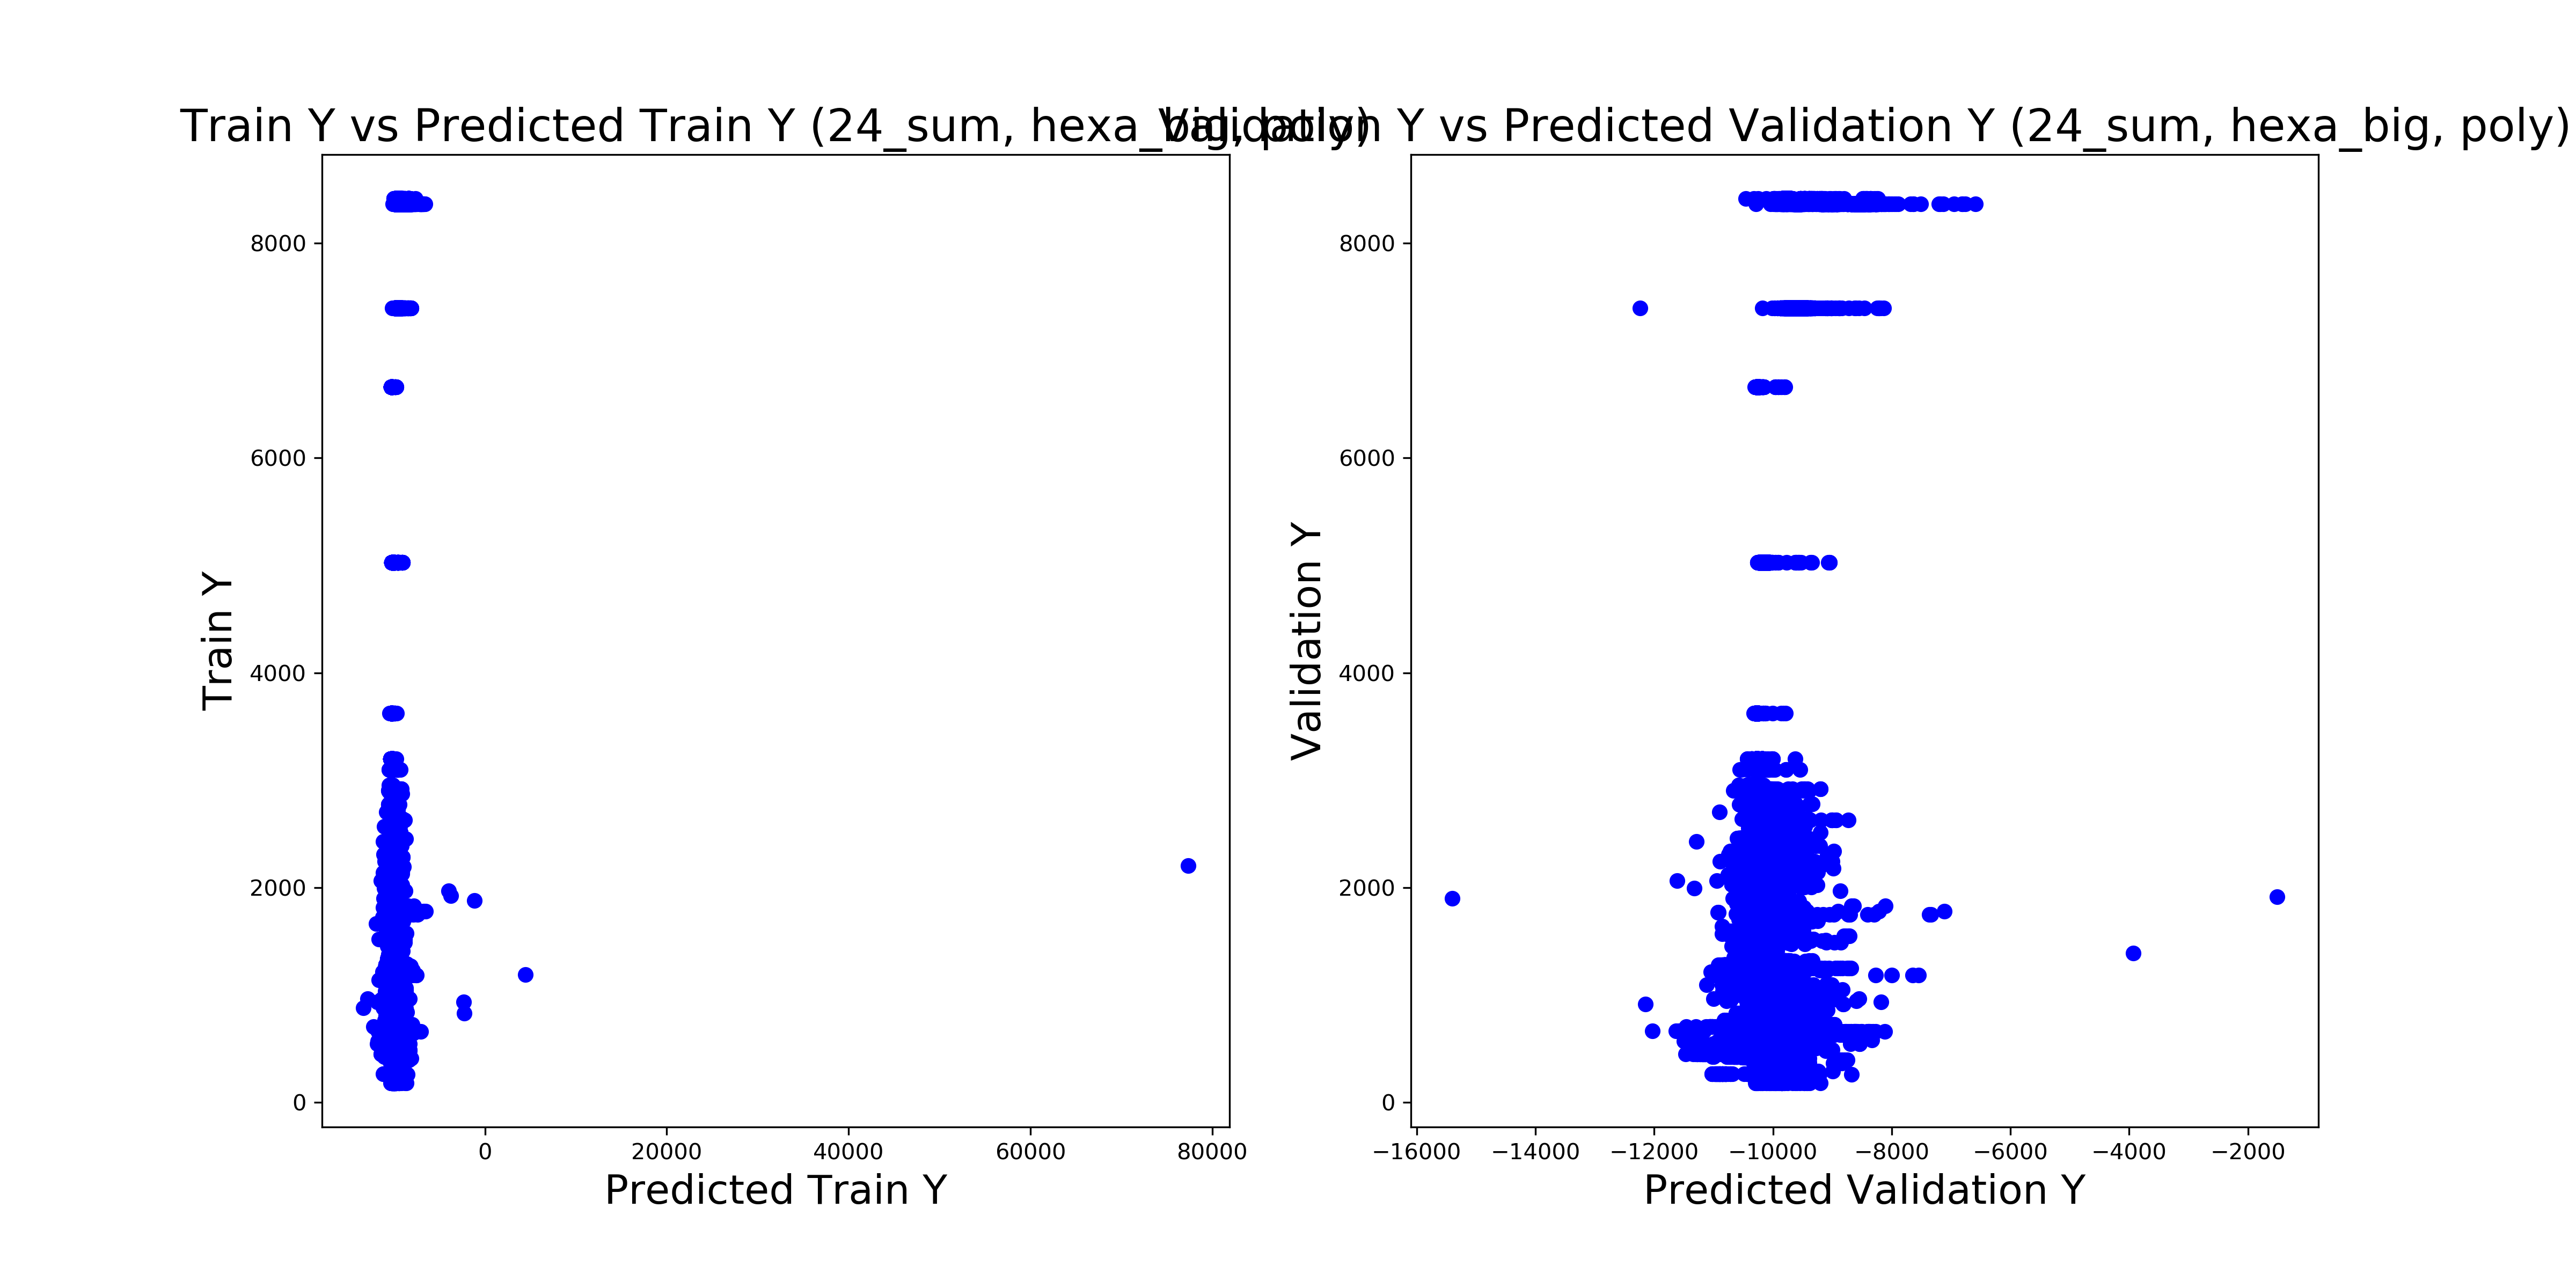 Train Y vs Predicted Train Y (24_sum, hexa_big, poly)
8000
6000
4000
2000
0
Train Y
0 20000 40000 60000 80000
Predicted Train Y
Validation Y vs Predicted Validation Y (24_sum, hexa_big, poly)
8000
6000
4000
2000
0
Validation Y
−16000 −14000 −12000 −10000 −8000 −6000 −4000 −2000
Predicted Validation Y